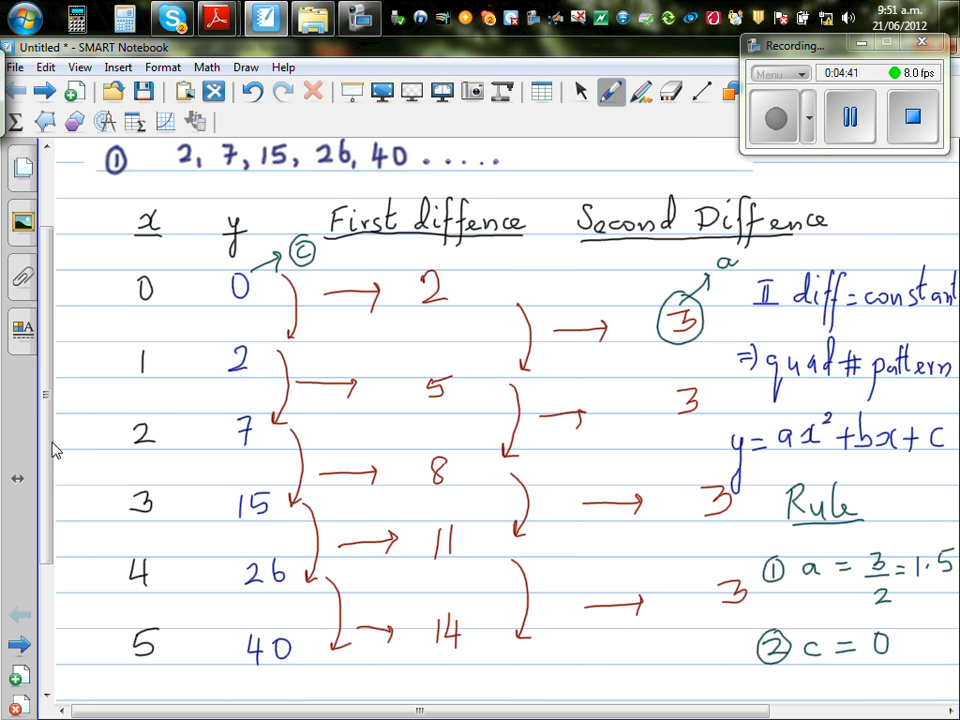 9:51 a.m.
21/06/2012
Untitled * - SMART Notebook
File Edit View Insert Format Math Draw Help
Recording...
Menu
0:04:41
8.0 fps
① 2, 7, 15, 26, 40 . . . . . .
x y First diffence Second Diffence
c
a
0 0 → 2
→ 3
II diff = constant
1 2 → 5
⇒ quad # pattern
→ 3
2 7 → 8
y = ax² + bx + c
3 15 → 11
→ 3
Rule
4 26 → 14
① a = 3/2 = 1.5
→ 3
5 40
② c = 0